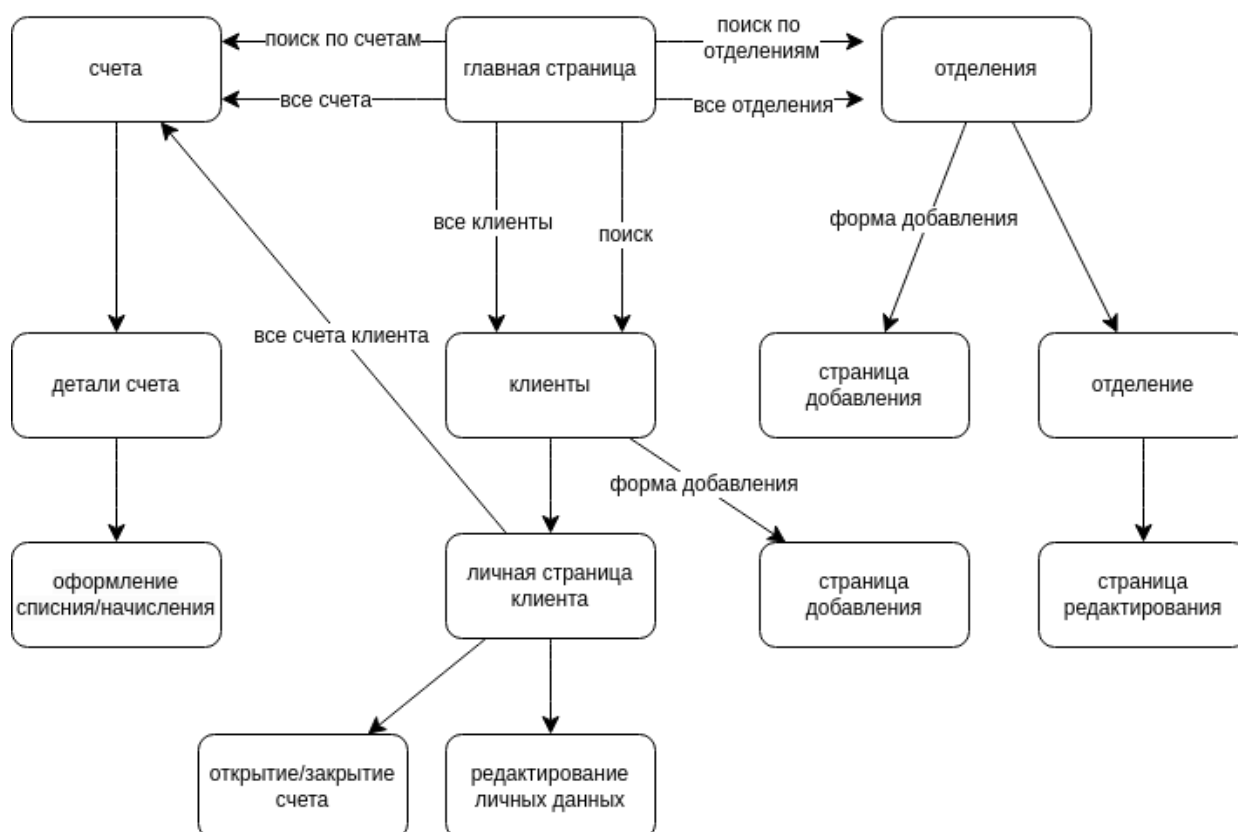 счета
поиск по счетам
все счета
главная страница
поиск по
отделениям
все отделения
отделения
все клиенты
поиск
форма добавления
все счета клиента
детали счета
клиенты
страница
добавления
отделение
форма добавления
оформление
списния/начисления
личная страница
клиента
страница
добавления
страница
редактирования
открытие/закрытие
счета
редактирование
личных данных